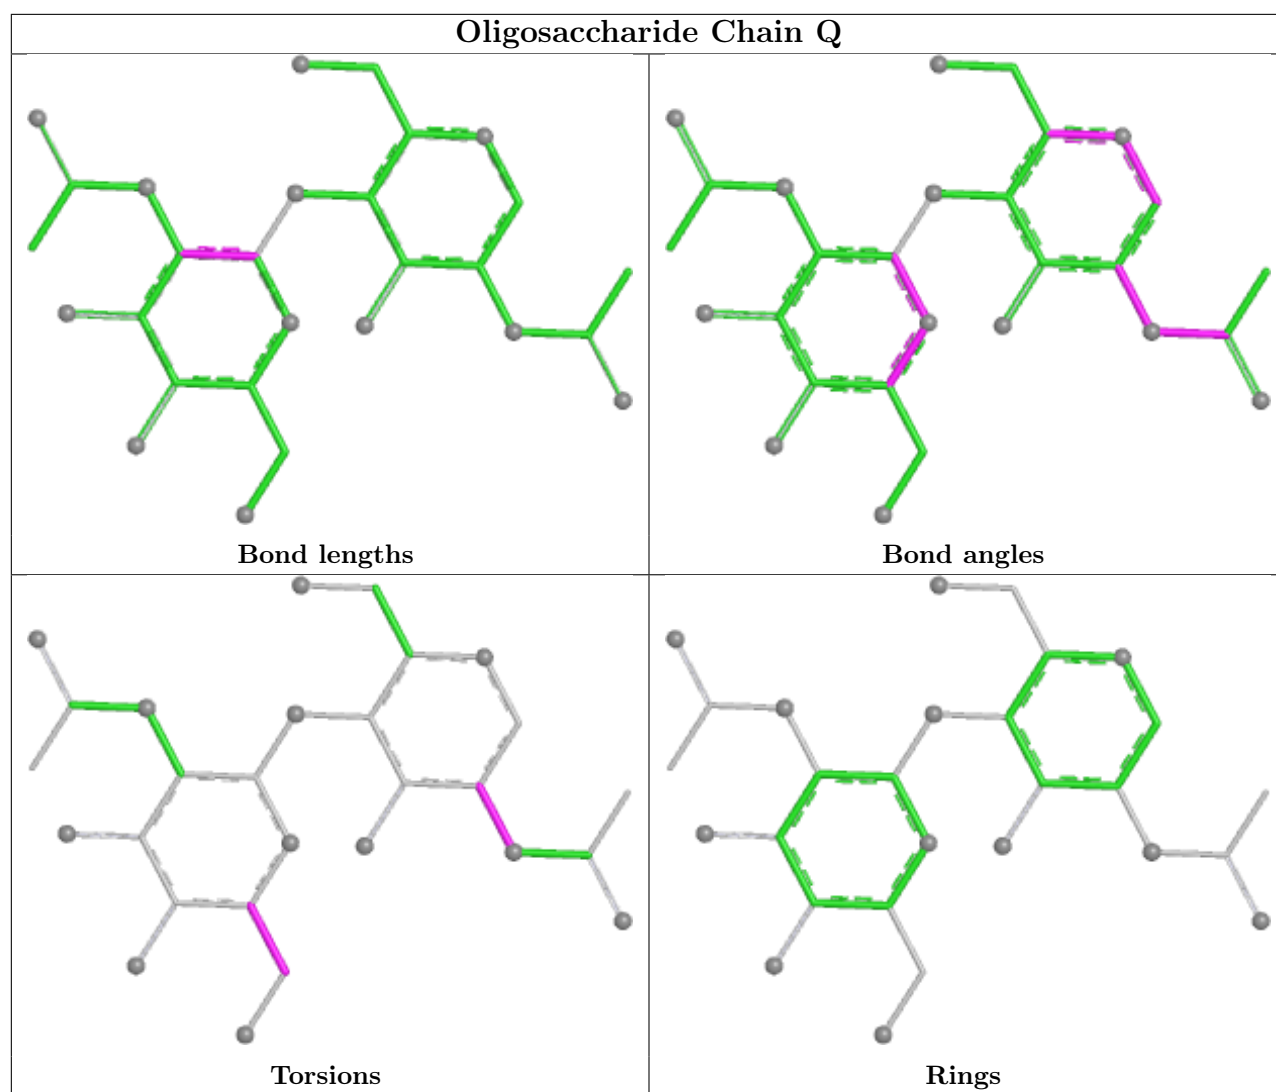 Oligosaccharide Chain Q
Bond lengths
Bond angles
Torsions
Rings